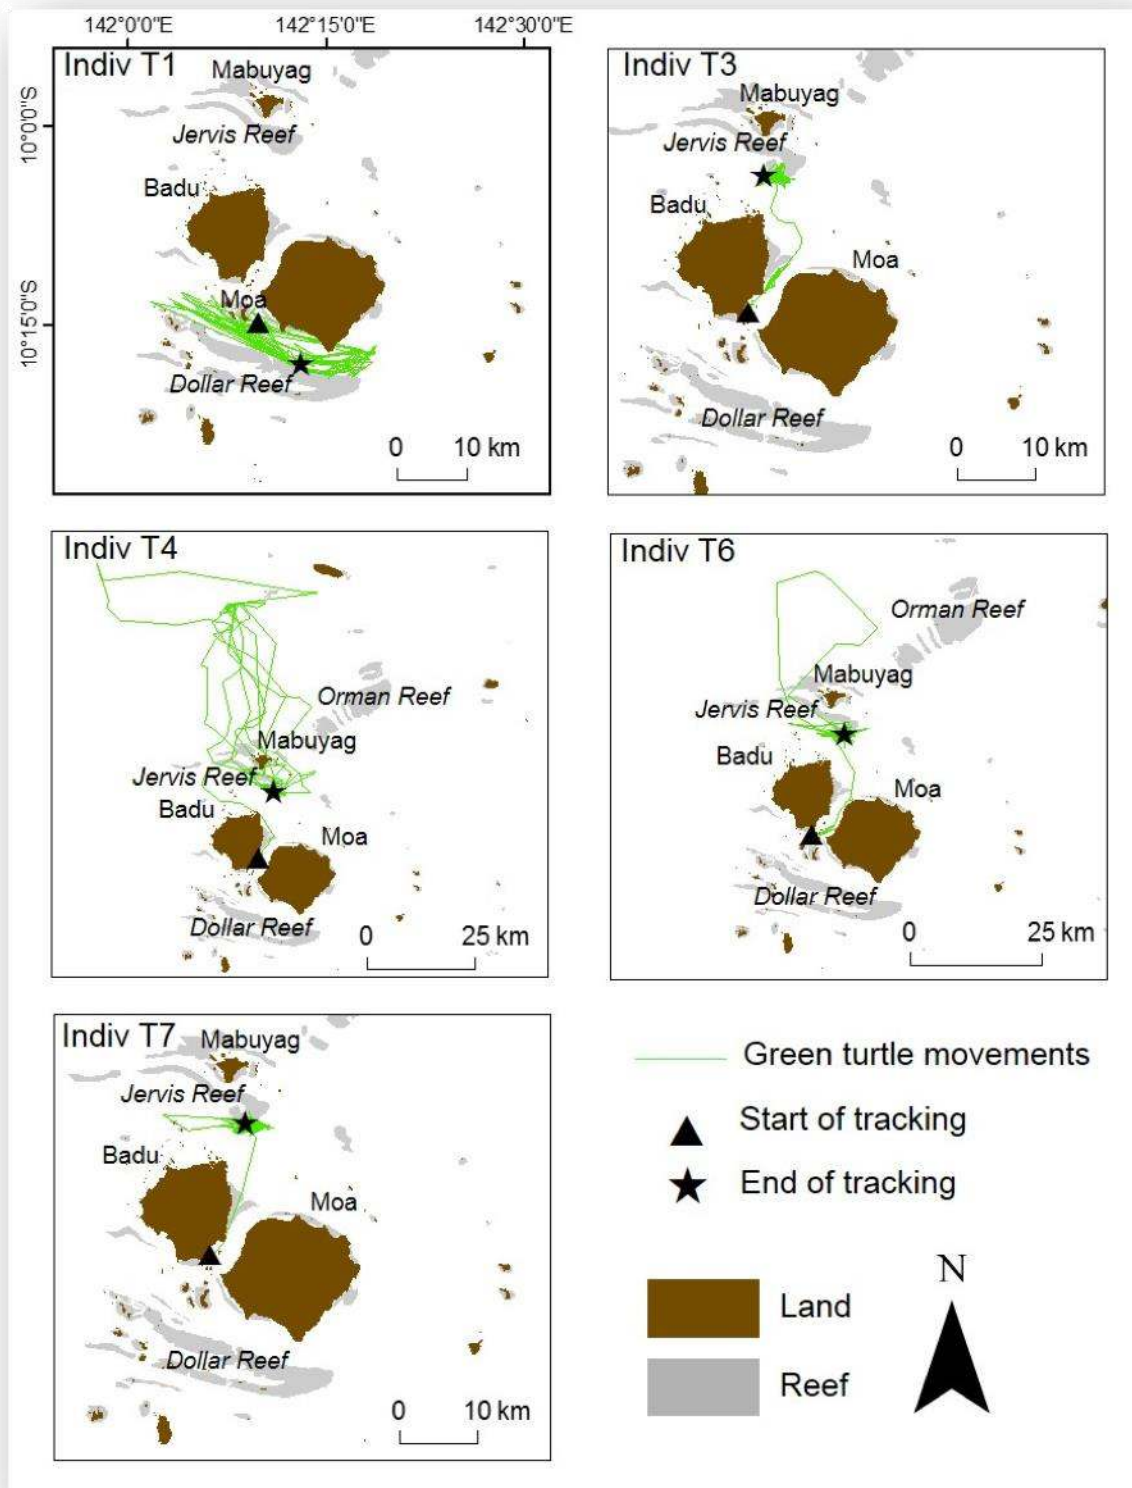 142°0'0"E 142°15'0"E 142°30'0"E
10°0'0"S
10°15'0"S
Indiv T1
Mabuyag
Jervis Reef
Badu
Moa
Dollar Reef
0 10 km
Indiv T3
Mabuyag
Jervis Reef
Badu
Moa
Dollar Reef
0 10 km
Indiv T4
Orman Reef
Mabuyag
Jervis Reef
Badu
Moa
Dollar Reef
0 25 km
Indiv T6
Orman Reef
Mabuyag
Jervis Reef
Badu
Moa
Dollar Reef
0 25 km
Indiv T7
Mabuyag
Jervis Reef
Badu
Moa
Dollar Reef
0 10 km
Green turtle movements
Start of tracking
End of tracking
Land
Reef
N